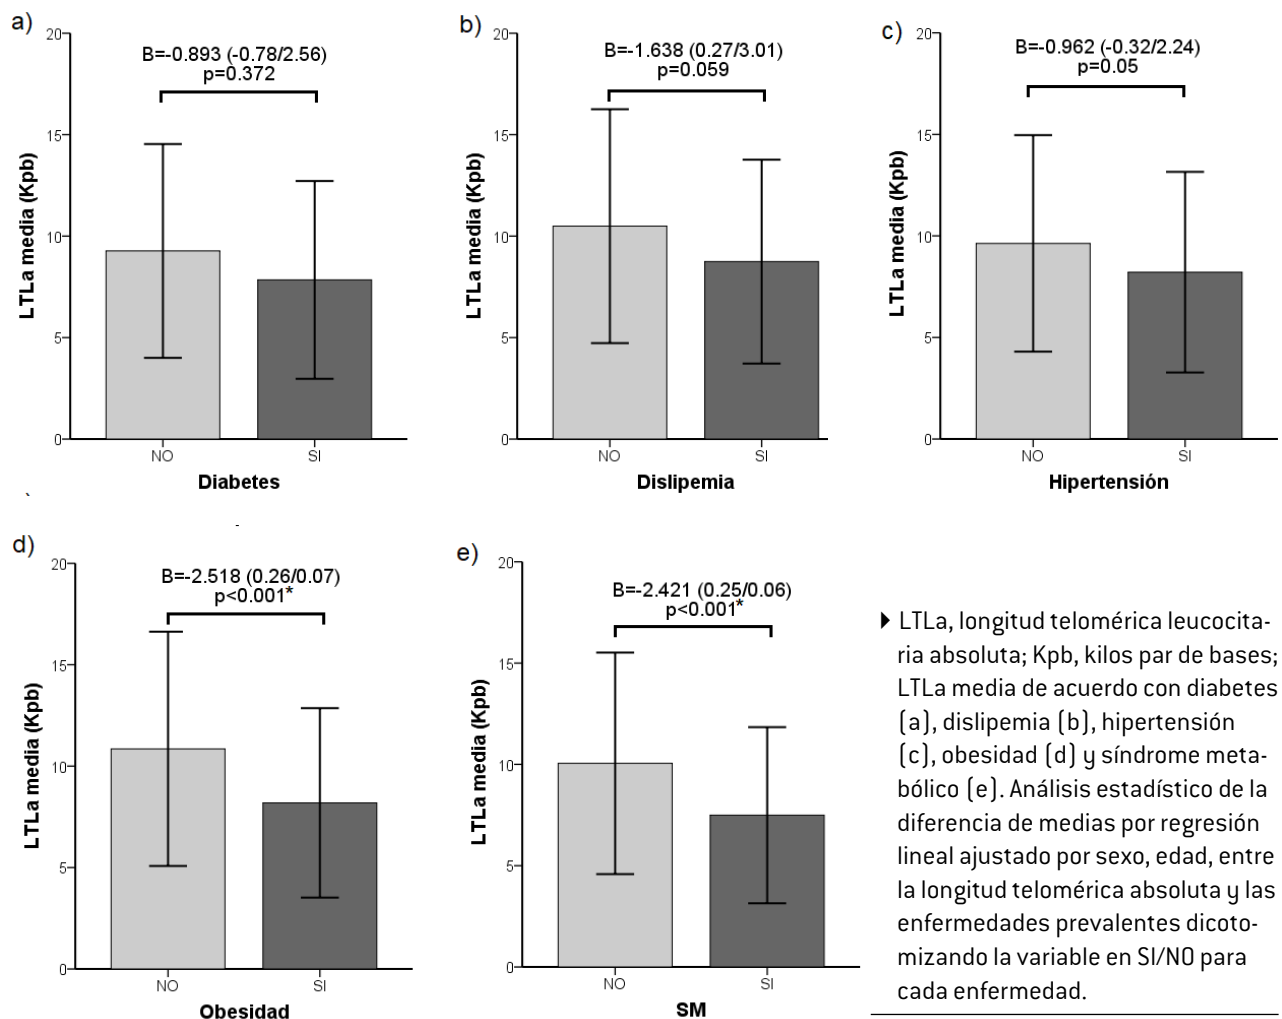 a)
20
15
10
5
0
LTLa media (Kpb)
B=-0.893 (-0.78/2.56)
p=0.372
NO
SI
Diabetes
b)
20
15
10
5
0
LTLa media (Kpb)
B=-1.638 (0.27/3.01)
p=0.059
NO
SI
Dislipemia
c)
20
15
10
5
0
LTLa media (Kpb)
B=-0.962 (-0.32/2.24)
p=0.05
NO
SI
Hipertensión
d)
20
15
10
5
0
LTLa media (Kpb)
B=-2.518 (0.26/0.07)
p<0.001*
NO
SI
Obesidad
e)
20
15
10
5
0
LTLa media (Kpb)
B=-2.421 (0.25/0.06)
p<0.001*
NO
SI
SM
LTLa, longitud telomérica leucocita-
ria absoluta; Kpb, kilos par de bases;
LTLa media de acuerdo con diabetes
(a), dislipemia (b), hipertensión
(c), obesidad (d) y síndrome meta-
bólico (e). Análisis estadístico de la
diferencia de medias por regresión
lineal ajustado por sexo, edad, entre
la longitud telomérica absoluta y las
enfermedades prevalentes dicoto-
mizando la variable en SI/NO para
cada enfermedad.